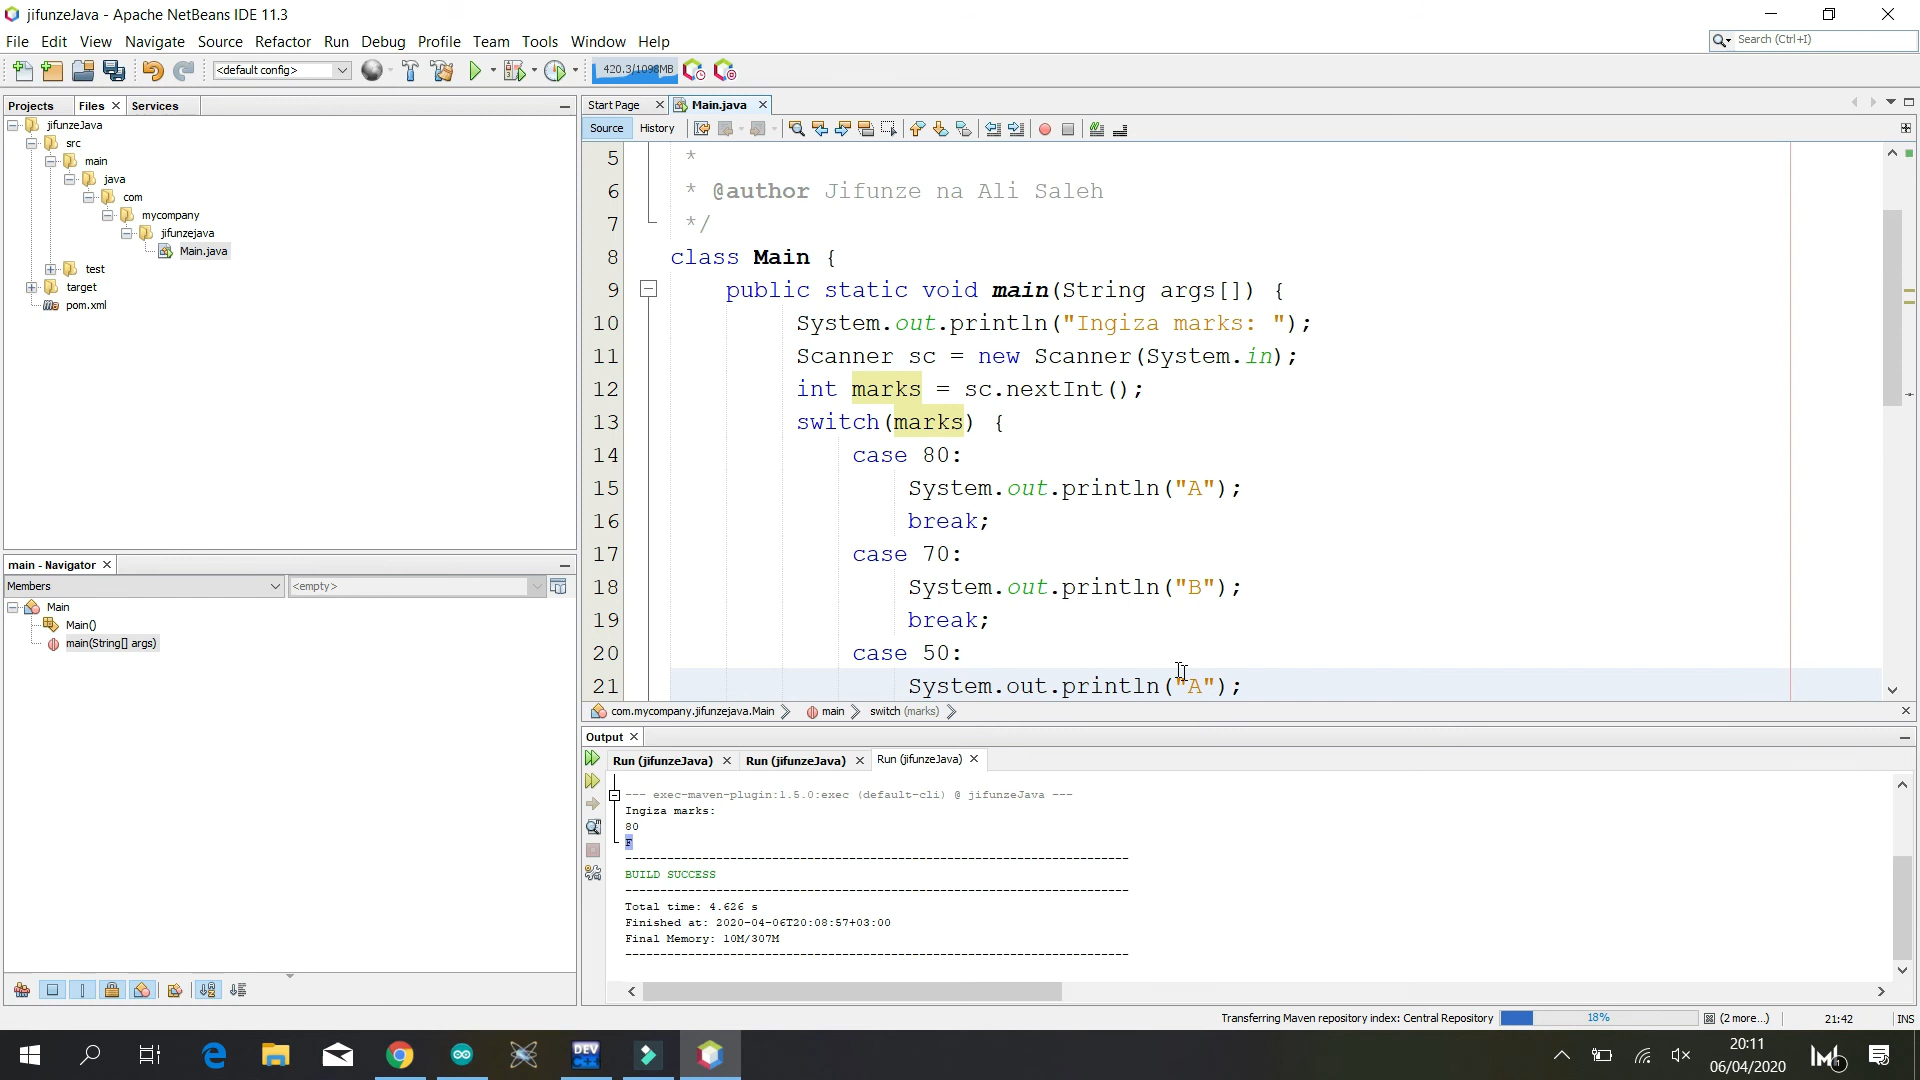 jifunzeJava - Apache NetBeans IDE 11.3
File Edit View Navigate Source Refactor Run Debug Profile Team Tools Window Help
Search (Ctrl+I)
<default config>
420.3/1098MB
Projects Files Services
jifunzeJava
src
main
java
com
mycompany
jifunzejava
Main.java
test
target
pom.xml
main - Navigator
Members <empty>
Main
Main()
main(String[] args)
Start Page Main.java
Source History
5 *
6 * @author Jifunze na Ali Saleh
7 */
8 class Main {
9 public static void main(String args[]) {
10 System.out.println("Ingiza marks: ");
11 Scanner sc = new Scanner(System.in);
12 int marks = sc.nextInt();
13 switch(marks) {
14 case 80:
15 System.out.println("A");
16 break;
17 case 70:
18 System.out.println("B");
19 break;
20 case 50:
21 System.out.println("A");
com.mycompany.jifunzejava.Main main switch (marks)
Output
Run (jifunzeJava) Run (jifunzeJava) Run (jifunzeJava)
--- exec-maven-plugin:1.5.0:exec (default-cli) @ jifunzeJava ---
Ingiza marks:
80
F
------------------------------------------------------------------------
BUILD SUCCESS
------------------------------------------------------------------------
Total time: 4.626 s
Finished at: 2020-04-06T20:08:57+03:00
Final Memory: 10M/307M
------------------------------------------------------------------------
Transferring Maven repository index: Central Repository 18% (2 more...) 21:42 INS
DEV C++
20:11
06/04/2020
1